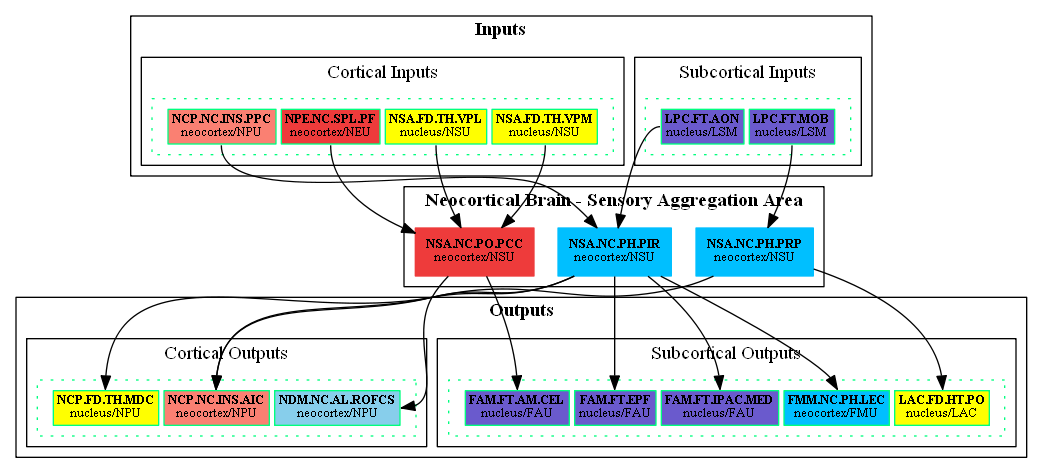 Inputs
Cortical Inputs
Subcortical Inputs
NCP.NC.INS.PPC
neocortex/NPU
NPE.NC.SPL.PF
neocortex/NEU
NSA.FD.TH.VPL
nucleus/NSU
NSA.FD.TH.VPM
nucleus/NSU
LPC.FT.AON
nucleus/LSM
LPC.FT.MOB
nucleus/LSM
Neocortical Brain - Sensory Aggregation Area
NSA.NC.PO.PCC
neocortex/NSU
NSA.NC.PH.PIR
neocortex/NSU
NSA.NC.PH.PRP
neocortex/NSU
Outputs
Cortical Outputs
Subcortical Outputs
NCP.FD.TH.MDC
nucleus/NPU
NCP.NC.INS.AIC
neocortex/NPU
NDM.NC.AL.ROFCS
neocortex/NPU
FAM.FT.AM.CEL
nucleus/FAU
FAM.FT.EPF
nucleus/FAU
FAM.FT.IPAC.MED
nucleus/FAU
FMM.NC.PH.LEC
neocortex/FMU
LAC.FD.HT.PO
nucleus/LAC